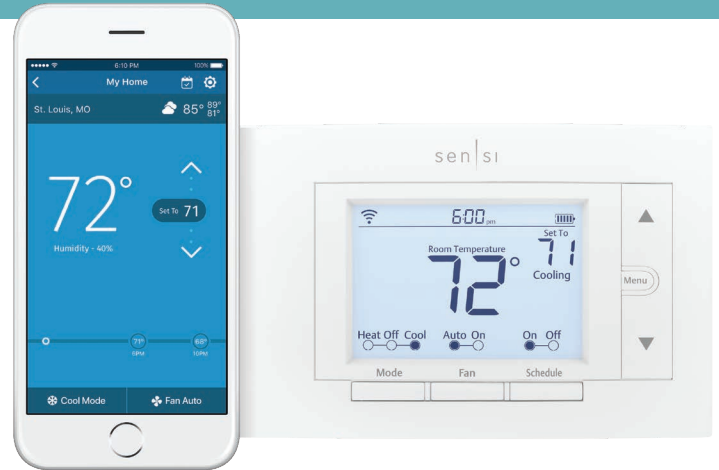 6:10 PM 100%
My Home
St. Louis, MO 85° 89°
81°
72°
Set To 71
Humidity - 40%
71° 68°
6PM 10PM
Cool Mode Fan Auto
sensi
6:00 pm
Set To
71
Room Temperature
72°
Cooling
Heat Off Cool Auto On On Off
Mode Fan Schedule
Menu